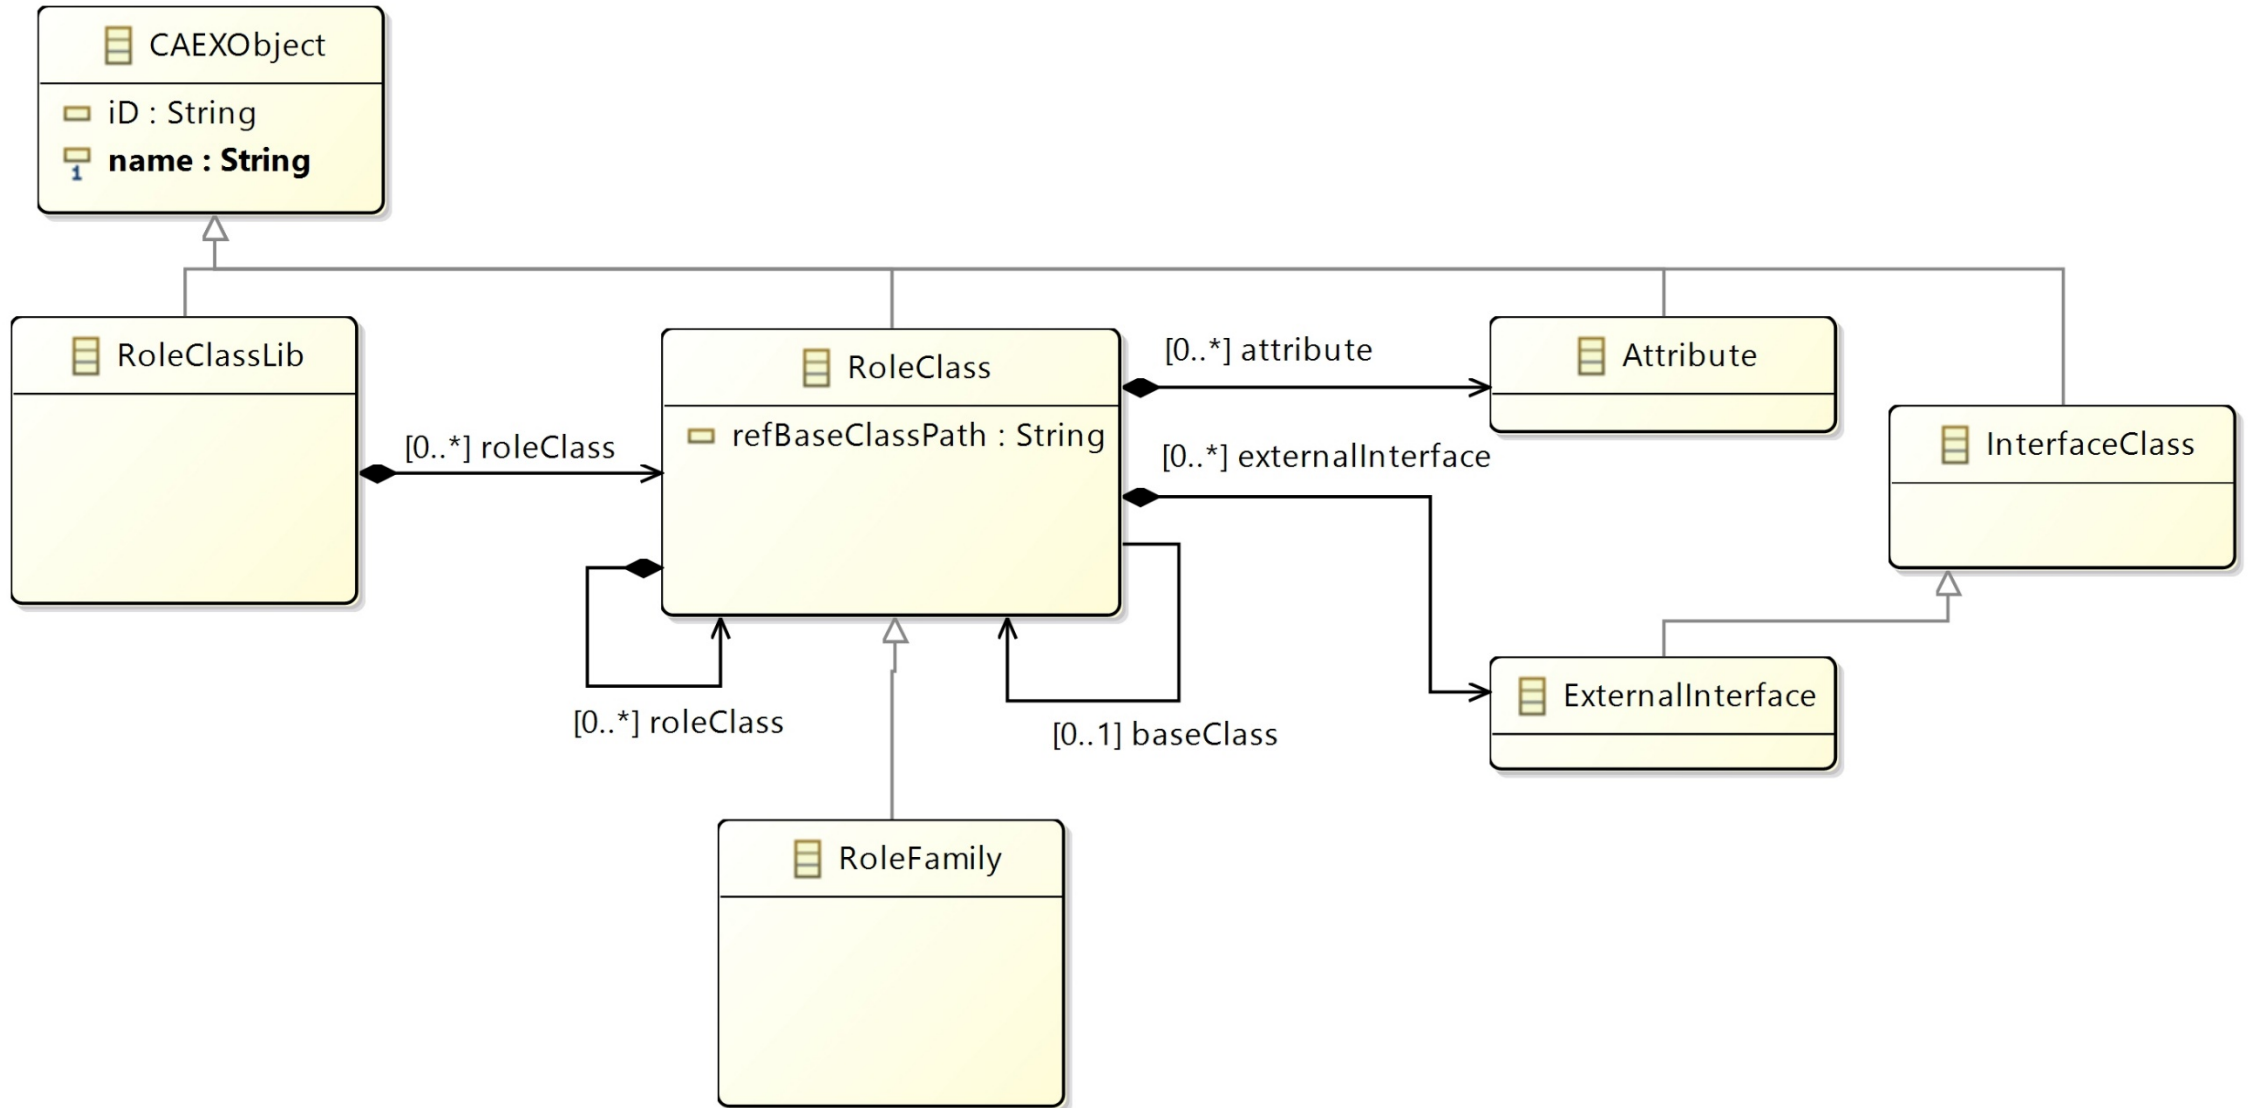 CAEXObject
iD : String
name : String
1
RoleClassLib
[0..*] roleClass
RoleClass
refBaseClassPath : String
[0..*] attribute
Attribute
[0..*] externalInterface
InterfaceClass
[0..*] roleClass
[0..1] baseClass
ExternalInterface
RoleFamily